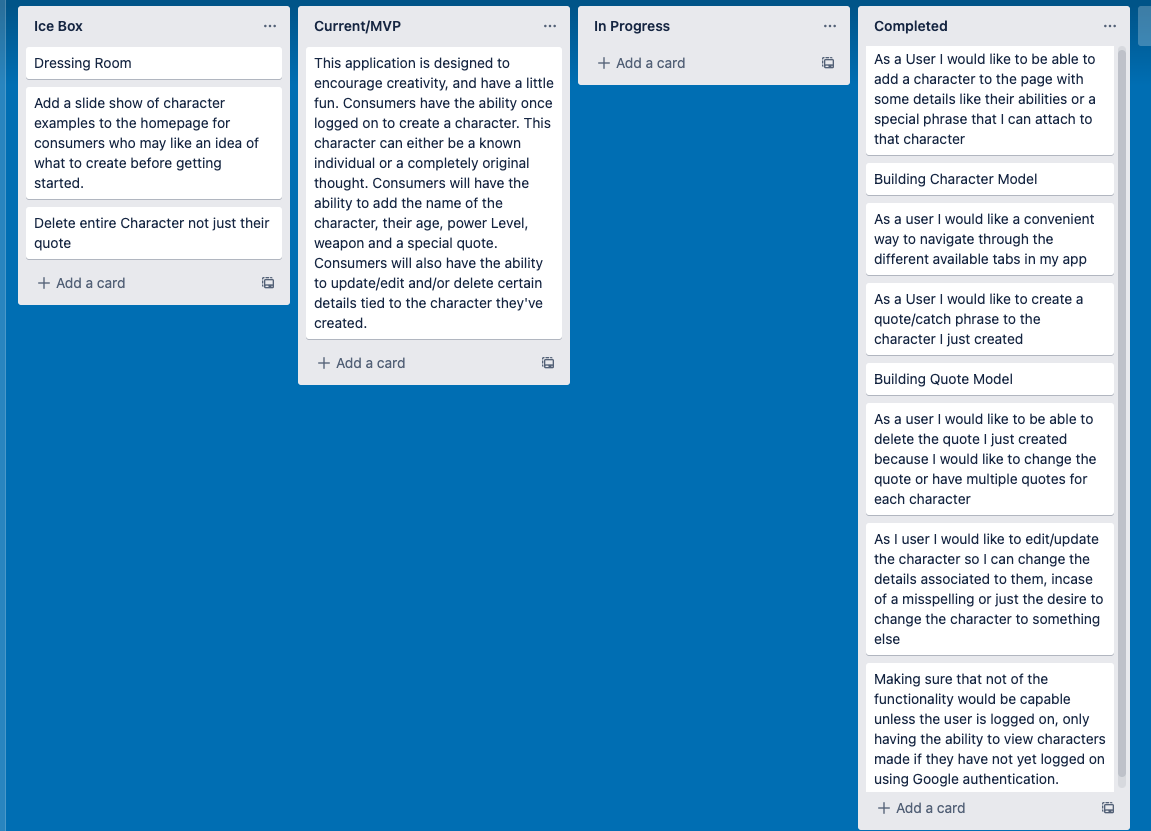 Ice Box
Dressing Room
Add a slide show of character
examples to the homepage for
consumers who may like an idea of
what to create before getting
started.
Delete entire Character not just their
quote
Add a card
Current/MVP
This application is designed to
encourage creativity, and have a little
fun. Consumers have the ability once
logged on to create a character. This
character can either be a known
individual or a completely original
thought. Consumers will have the
ability to add the name of the
character, their age, power Level,
weapon and a special quote.
Consumers will also have the ability
to update/edit and/or delete certain
details tied to the character they've
created.
Add a card
In Progress
Add a card
Completed
As a User I would like to be able to
add a character to the page with
some details like their abilities or a
special phrase that I can attach to
that character
Building Character Model
As a user I would like a convenient
way to navigate through the
different available tabs in my app
As a User I would like to create a
quote/catch phrase to the
character I just created
Building Quote Model
As a user I would like to be able to
delete the quote I just created
because I would like to change the
quote or have multiple quotes for
each character
As I user I would like to edit/update
the character so I can change the
details associated to them, incase
of a misspelling or just the desire to
change the character to something
else
Making sure that not of the
functionality would be capable
unless the user is logged on, only
having the ability to view characters
made if they have not yet logged on
using Google authentication.
Add a card